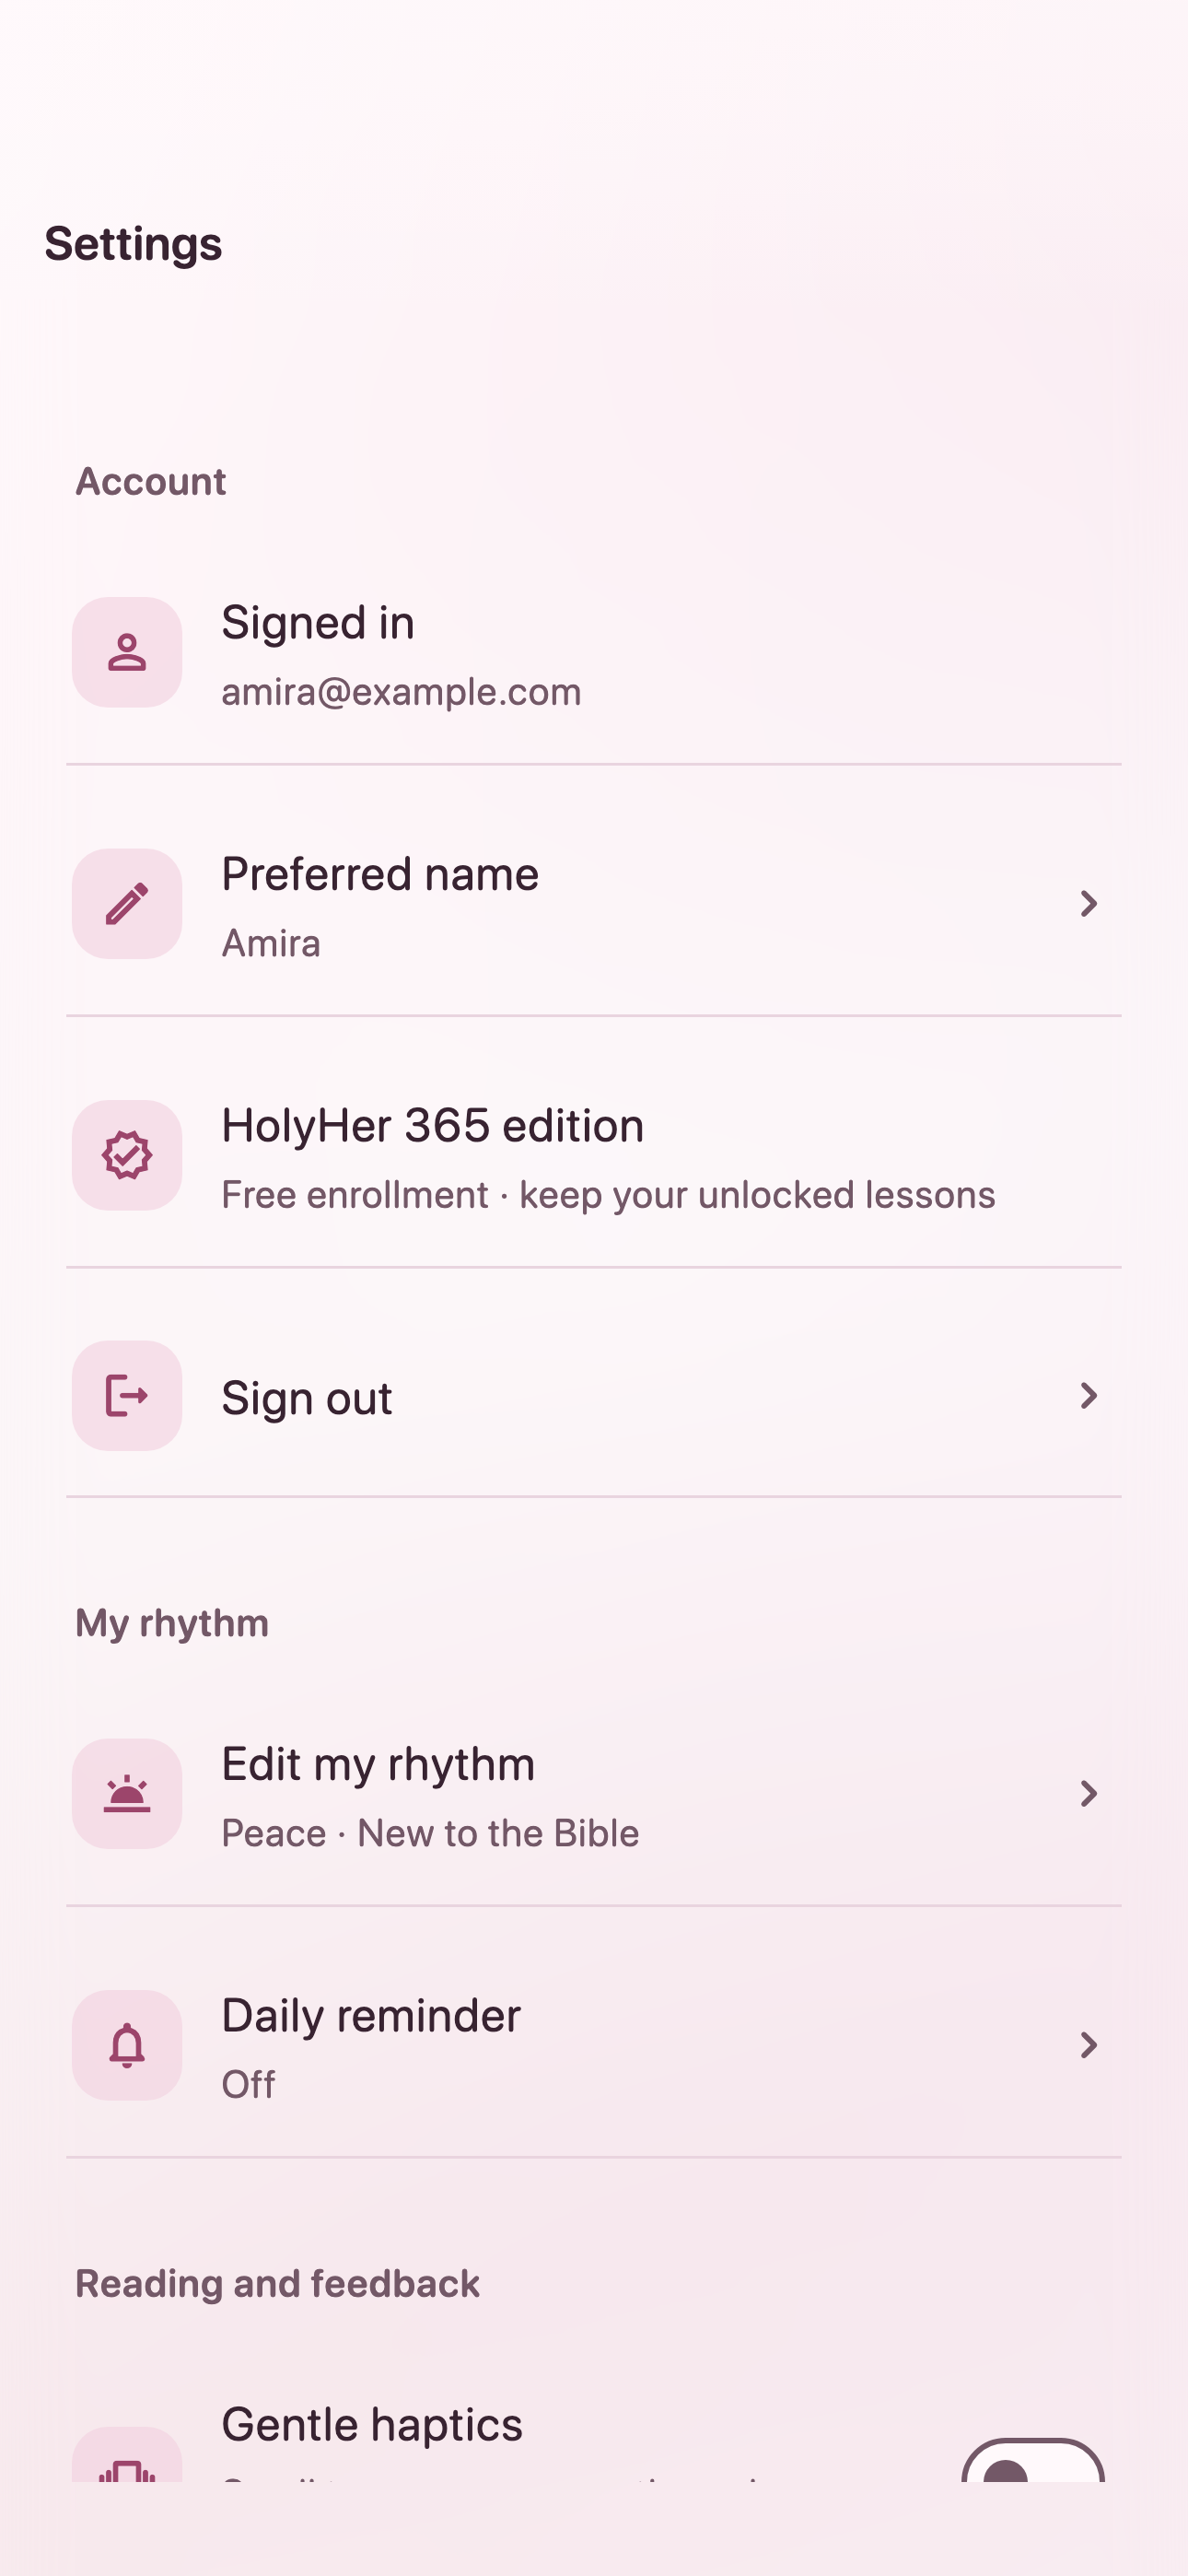 Settings
Account
Signed in
amira@example.com
Preferred name
Amira
HolyHer 365 edition
Free enrollment · keep your unlocked lessons
Sign out
My rhythm
Edit my rhythm
Peace · New to the Bible
Daily reminder
Off
Reading and feedback
Gentle haptics